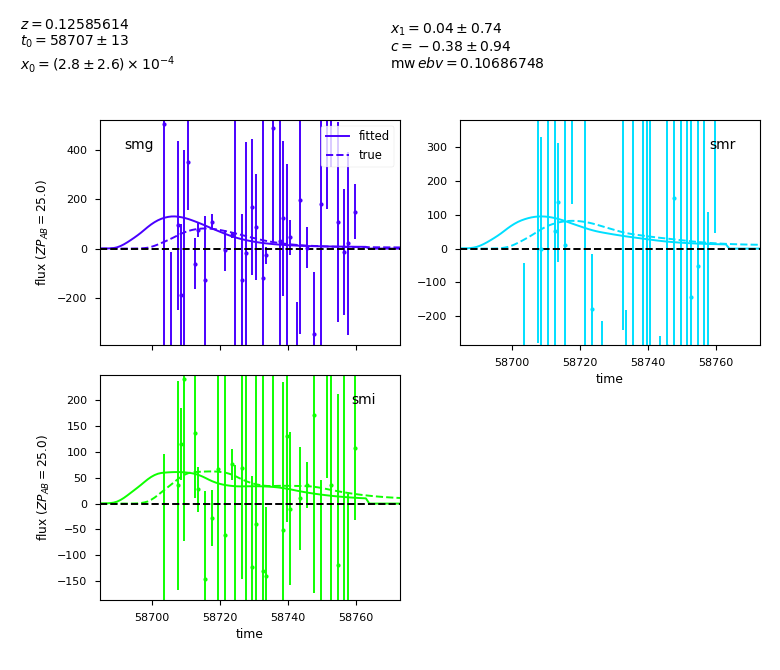 z = 0.12585614
t₀ = 58707 ± 13
x₀ = (2.8 ± 2.6) × 10⁻⁴
x₁ = 0.04 ± 0.74
c = −0.38 ± 0.94
mw ebv = 0.10686748
smg
fitted
true
flux (ZP_AB = 25.0)
400
200
0
−200
smr
300
200
100
0
−100
−200
58700 58720 58740 58760
time
smi
flux (ZP_AB = 25.0)
200
150
100
50
0
−50
−100
−150
58700 58720 58740 58760
time